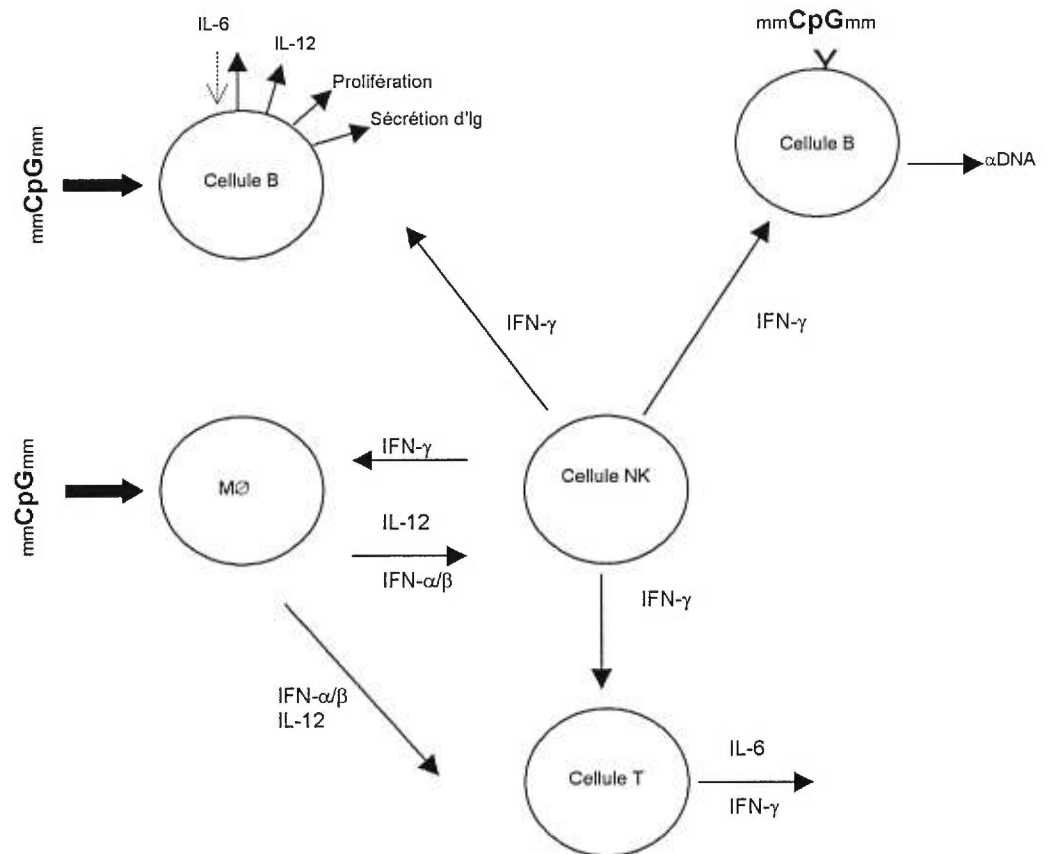 IL-6
IL-12
Prolifération
Sécrétion d'Ig
mmCpGmm
Cellule B
mmCpGmm
Cellule B
αDNA
IFN-γ
IFN-γ
mmCpGmm
MØ
IFN-γ
IL-12
IFN-α/β
Cellule NK
IFN-γ
IFN-α/β
IL-12
Cellule T
IL-6
IFN-γ